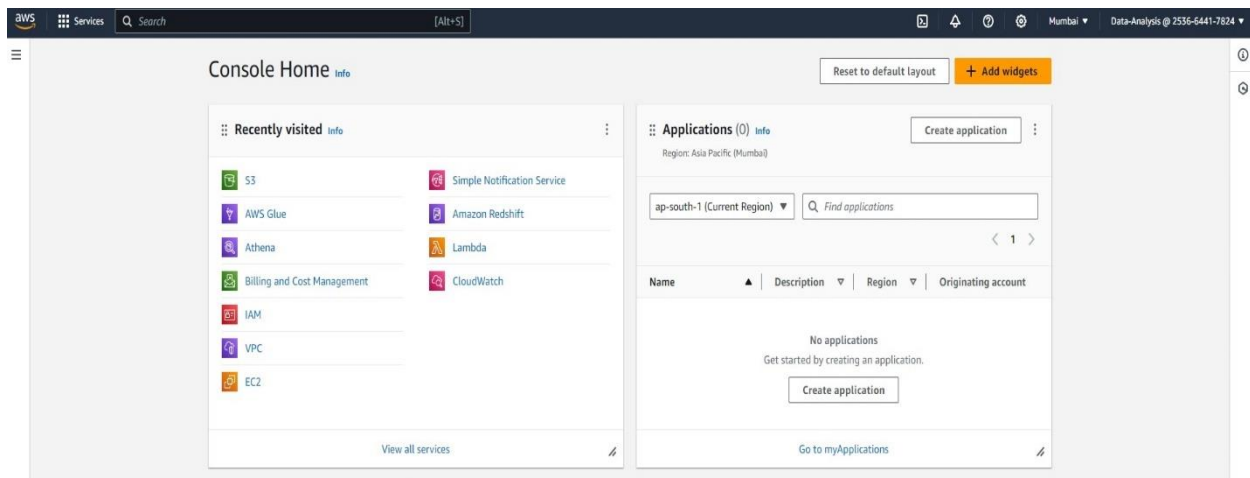 aws Services Search [Alt+S] Mumbai ▼ Data-Analysis @ 2536-6441-7824 ▼
Console Home Info
Reset to default layout + Add widgets
Recently visited Info
S3
AWS Glue
Athena
Billing and Cost Management
IAM
VPC
EC2
Simple Notification Service
Amazon Redshift
Lambda
CloudWatch
View all services
Applications (0) Info
Create application
Region: Asia Pacific (Mumbai)
ap-south-1 (Current Region) ▼ Find applications
< 1 >
Name ▲ Description ▽ Region ▽ Originating account
No applications
Get started by creating an application.
Create application
Go to myApplications